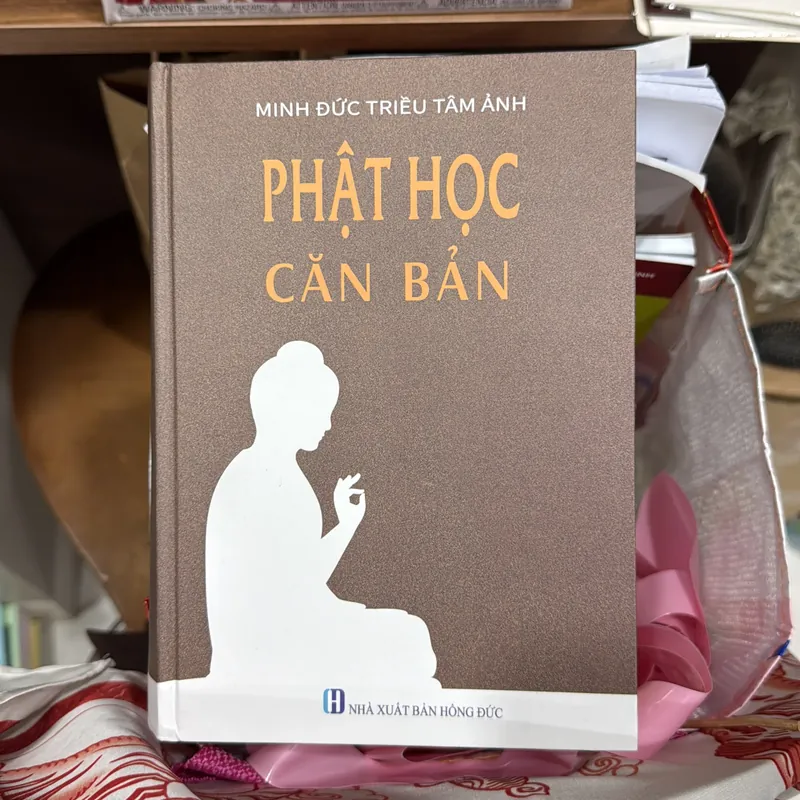 MINH ĐỨC TRIỀU TÂM ẢNH
PHẬT HỌC
CĂN BẢN
NHÀ XUẤT BẢN HỒNG ĐỨC